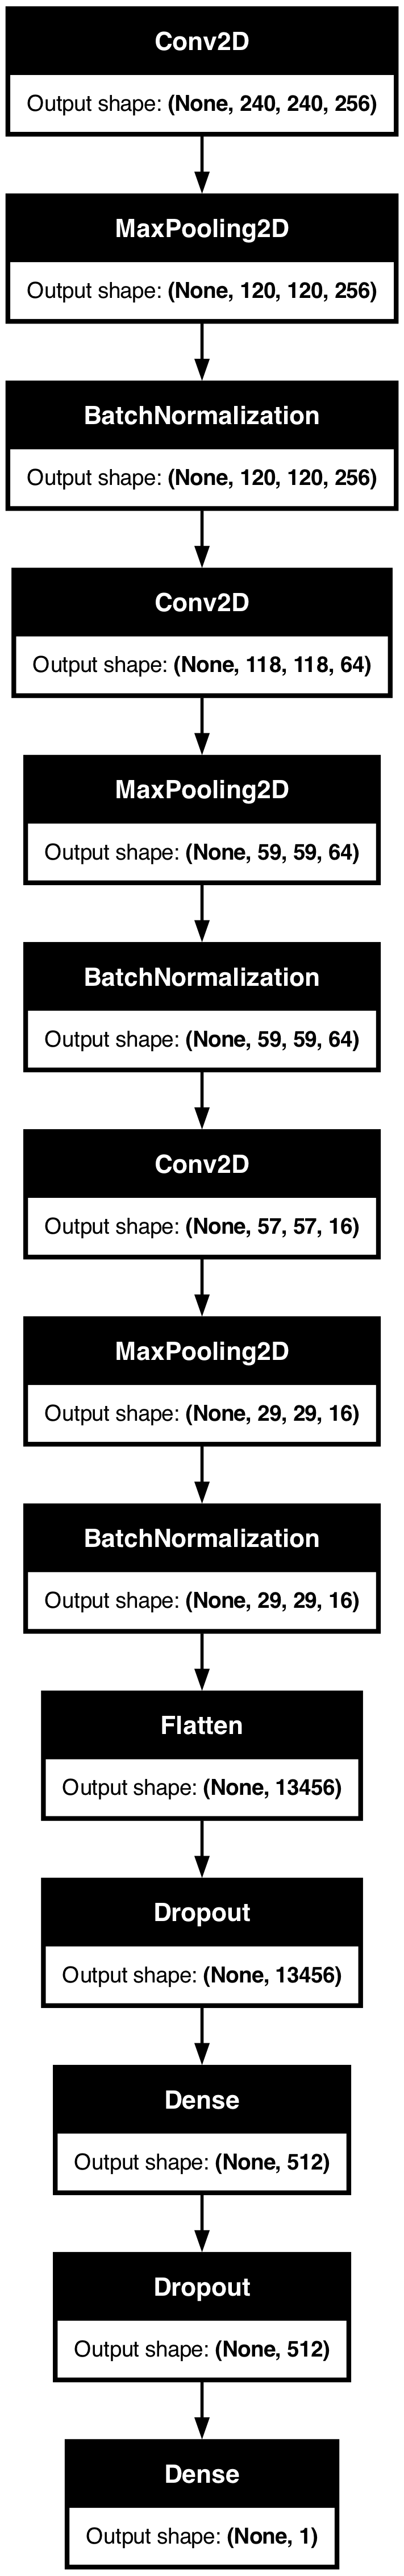 Conv2D
Output shape: (None, 240, 240, 256)
MaxPooling2D
Output shape: (None, 120, 120, 256)
BatchNormalization
Output shape: (None, 120, 120, 256)
Conv2D
Output shape: (None, 118, 118, 64)
MaxPooling2D
Output shape: (None, 59, 59, 64)
BatchNormalization
Output shape: (None, 59, 59, 64)
Conv2D
Output shape: (None, 57, 57, 16)
MaxPooling2D
Output shape: (None, 29, 29, 16)
BatchNormalization
Output shape: (None, 29, 29, 16)
Flatten
Output shape: (None, 13456)
Dropout
Output shape: (None, 13456)
Dense
Output shape: (None, 512)
Dropout
Output shape: (None, 512)
Dense
Output shape: (None, 1)